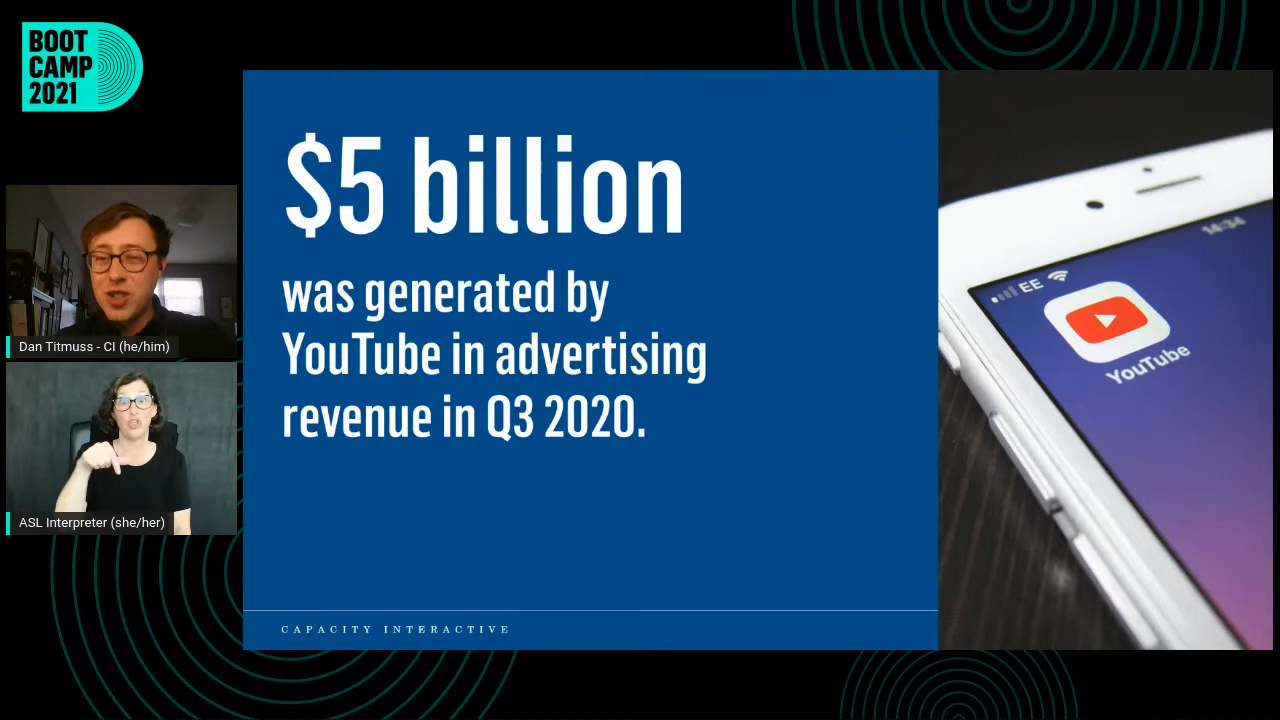 BOOT
CAMP
2021
$5 billion
was generated by
YouTube in advertising
revenue in Q3 2020.
CAPACITY INTERACTIVE
14:34
EE
YouTube
Dan Titmuss - CI (he/him)
ASL Interpreter (she/her)